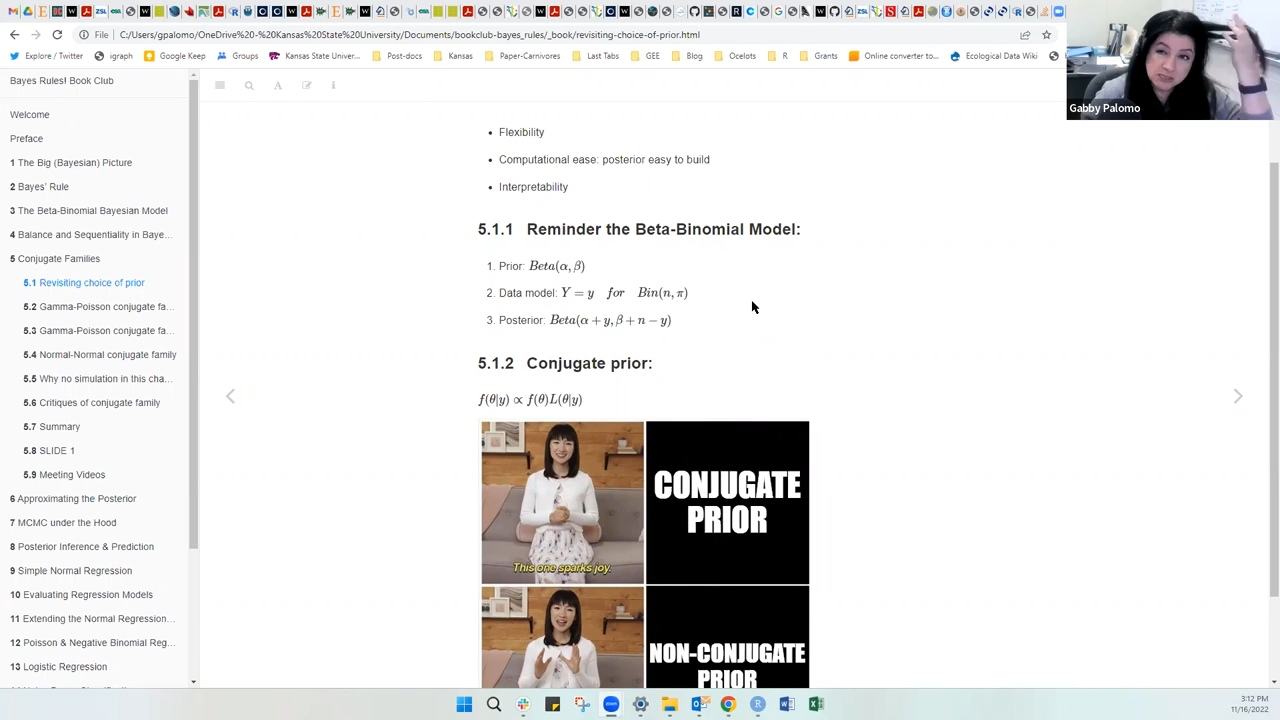 File
C:/Users/gpalomo/OneDrive%20-%20Kansas%20State%20University/Documents/bookclub-bayes_rules/_book/revisiting-choice-of-prior.html
Explore / Twitter
igraph
Google Keep
Groups
Kansas State Univer...
Post-docs
Kansas
Paper-Carnivores
Last Tabs
GEE
Blog
Ocelots
R
Grants
Online converter to...
Ecological Data Wiki
Gabby Palomo
Bayes Rules! Book Club
Welcome
Preface
1 The Big (Bayesian) Picture
2 Bayes' Rule
3 The Beta-Binomial Bayesian Model
4 Balance and Sequentiality in Baye...
5 Conjugate Families
5.1 Revisiting choice of prior
5.2 Gamma-Poisson conjugate fa...
5.3 Gamma-Poisson conjugate fa...
5.4 Normal-Normal conjugate family
5.5 Why no simulation in this cha...
5.6 Critiques of conjugate family
5.7 Summary
5.8 SLIDE 1
5.9 Meeting Videos
6 Approximating the Posterior
7 MCMC under the Hood
8 Posterior Inference & Prediction
9 Simple Normal Regression
10 Evaluating Regression Models
11 Extending the Normal Regression...
12 Poisson & Negative Binomial Reg...
13 Logistic Regression
• Flexibility
• Computational ease: posterior easy to build
• Interpretability
5.1.1 Reminder the Beta-Binomial Model:
1. Prior: Beta(α, β)
2. Data model: Y = y for Bin(n, π)
3. Posterior: Beta(α + y, β + n − y)
5.1.2 Conjugate prior:
f(θ|y) ∝ f(θ)L(θ|y)
This one sparks joy.
CONJUGATE
PRIOR
NON-CONJUGATE
PRIOR
3:12 PM
11/16/2022